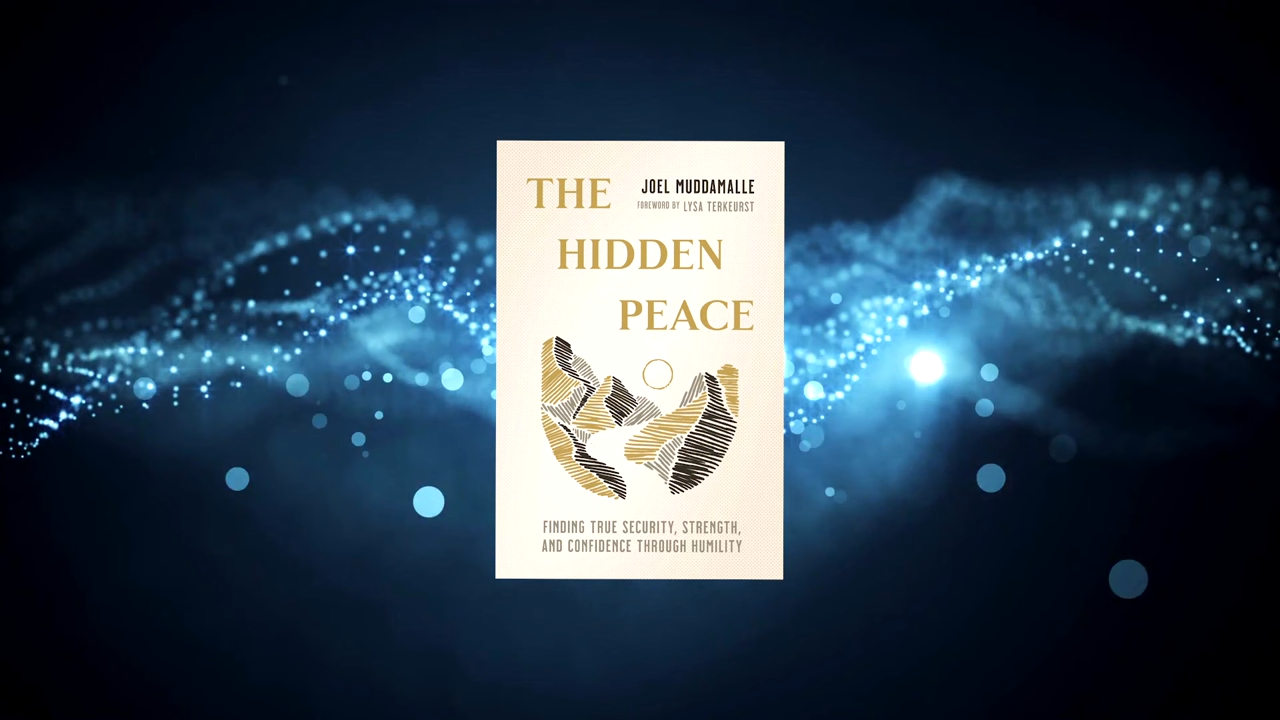 THE
JOEL MUDDAMALLE
FOREWORD BY LYSA TERKEURST
HIDDEN
PEACE
FINDING TRUE SECURITY, STRENGTH,
AND CONFIDENCE THROUGH HUMILITY